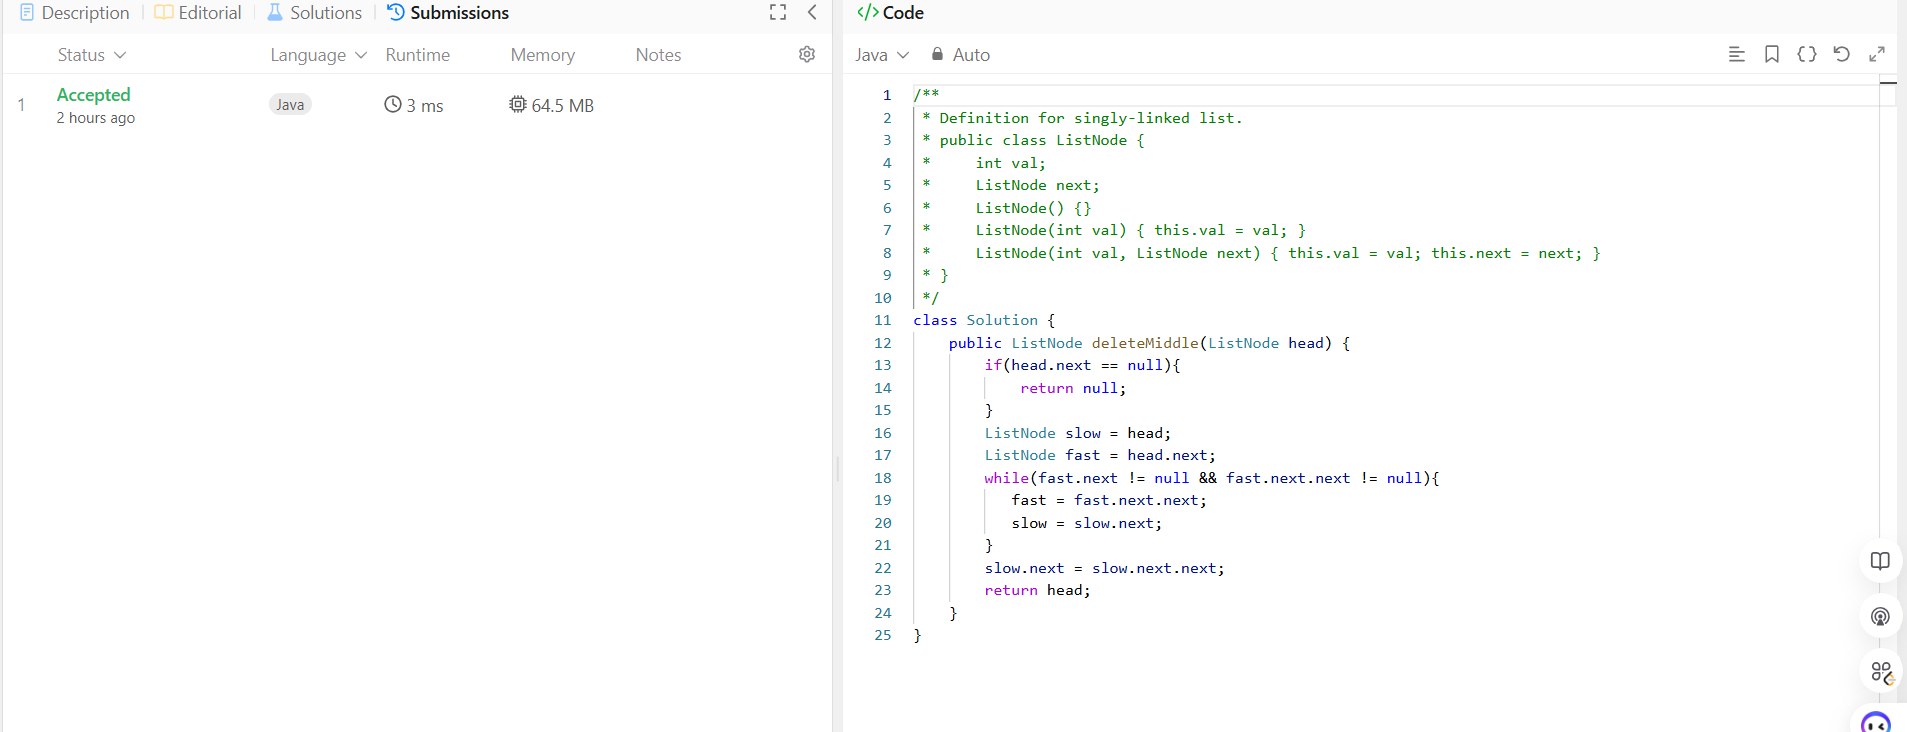 Description Editorial Solutions Submissions
Status Language Runtime Memory Notes
1 Accepted Java 3 ms 64.5 MB
2 hours ago
</> Code
Java Auto
1 /**
2 * Definition for singly-linked list.
3 * public class ListNode {
4 *     int val;
5 *     ListNode next;
6 *     ListNode() {}
7 *     ListNode(int val) { this.val = val; }
8 *     ListNode(int val, ListNode next) { this.val = val; this.next = next; }
9 * }
10 */
11 class Solution {
12     public ListNode deleteMiddle(ListNode head) {
13         if(head.next == null){
14             return null;
15         }
16         ListNode slow = head;
17         ListNode fast = head.next;
18         while(fast.next != null && fast.next.next != null){
19            fast = fast.next.next;
20            slow = slow.next;
21         }
22         slow.next = slow.next.next;
23         return head;
24     }
25 }